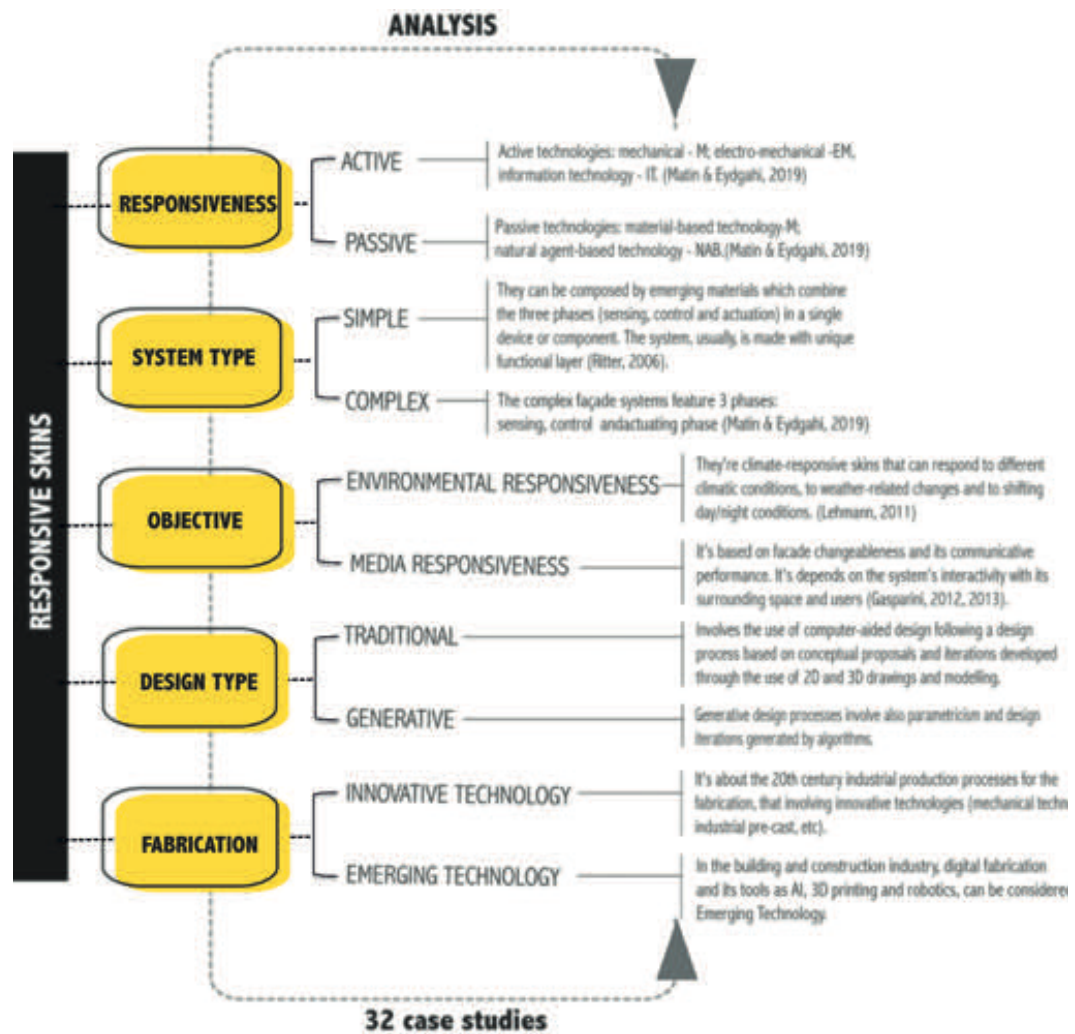 ANALYSIS
RESPONSIVE SKINS
RESPONSIVENESS
ACTIVE
Active technologies: mechanical - M; electro-mechanical -EM,
information technology - IT. (Matin & Eydgahi, 2019)
PASSIVE
Passive technologies: material-based technology-M;
natural agent-based technology - NAB.(Matin & Eydgahi, 2019)
SYSTEM TYPE
SIMPLE
They can be composed by emerging materials which combine
the three phases (sensing, control and actuation) in a single
device or component. The system, usually, is made with unique
functional layer (Ritter, 2006).
COMPLEX
The complex façade systems feature 3 phases:
sensing, control andactuating phase (Matin & Eydgahi, 2019)
OBJECTIVE
ENVIRONMENTAL RESPONSIVENESS
They're climate-responsive skins that can respond to different
climatic conditions, to weather-related changes and to shifting
day/night conditions. (Lehmann, 2011)
MEDIA RESPONSIVENESS
It's based on facade changeableness and its communicative
performance. It's depends on the system's interactivity with its
surrounding space and users (Gasparini, 2012, 2013).
DESIGN TYPE
TRADITIONAL
Involves the use of computer-aided design following a design
process based on conceptual proposals and iterations developed
through the use of 2D and 3D drawings and modelling.
GENERATIVE
Generative design processes involve also parametricism and design
iterations generated by algorithms.
FABRICATION
INNOVATIVE TECHNOLOGY
It's about the 20th century industrial production processes for the
fabrication, that involving innovative technologies (mechanical techn
industrial pre-cast, etc).
EMERGING TECHNOLOGY
In the building and construction industry, digital fabrication
and its tools as AI, 3D printing and robotics, can be considere
Emerging Technology.
32 case studies